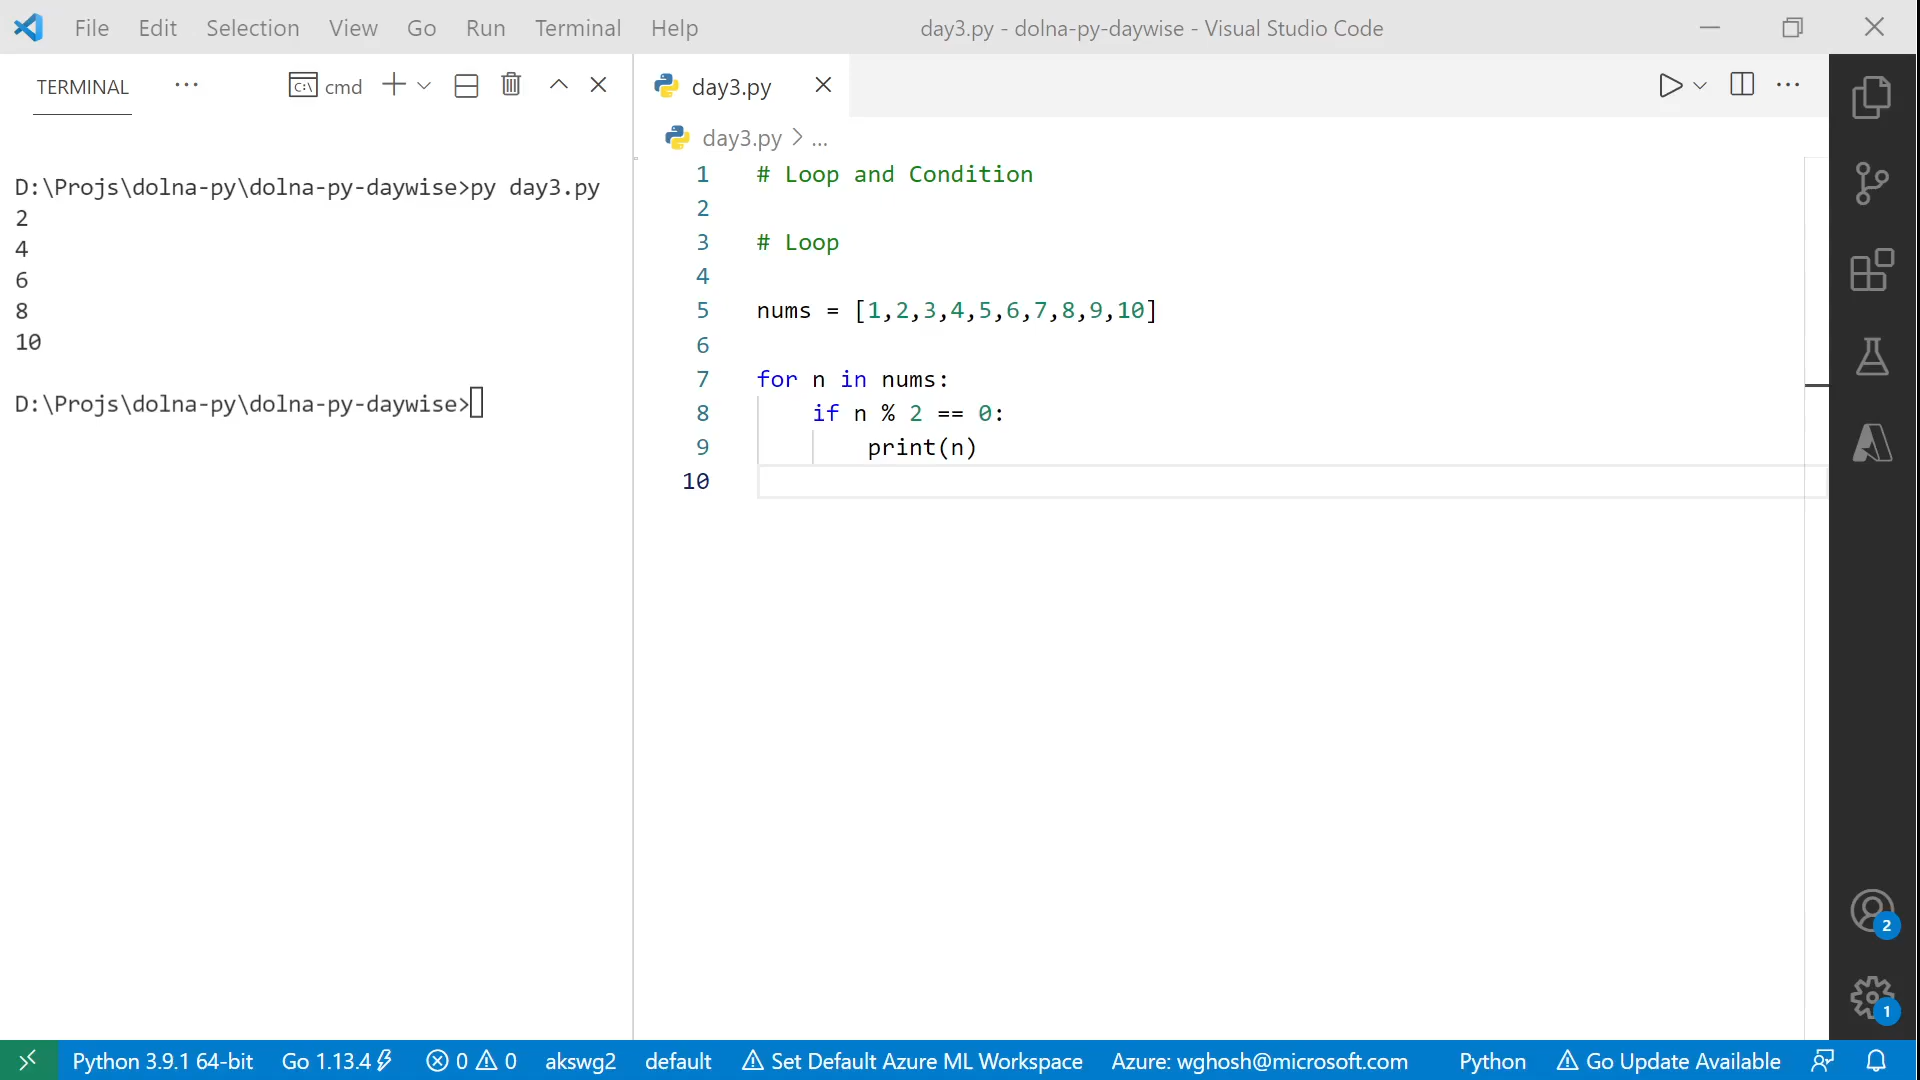 File Edit Selection View Go Run Terminal Help
day3.py - dolna-py-daywise - Visual Studio Code
TERMINAL
cmd
D:\Projs\dolna-py\dolna-py-daywise>py day3.py
2
4
6
8
10
D:\Projs\dolna-py\dolna-py-daywise>
day3.py
day3.py > ...
1 # Loop and Condition
2
3 # Loop
4
5 nums = [1,2,3,4,5,6,7,8,9,10]
6
7 for n in nums:
8     if n % 2 == 0:
9         print(n)
10
2
1
Python 3.9.1 64-bit Go 1.13.4 0 0 akswg2 default Set Default Azure ML Workspace Azure: wghosh@microsoft.com Python Go Update Available